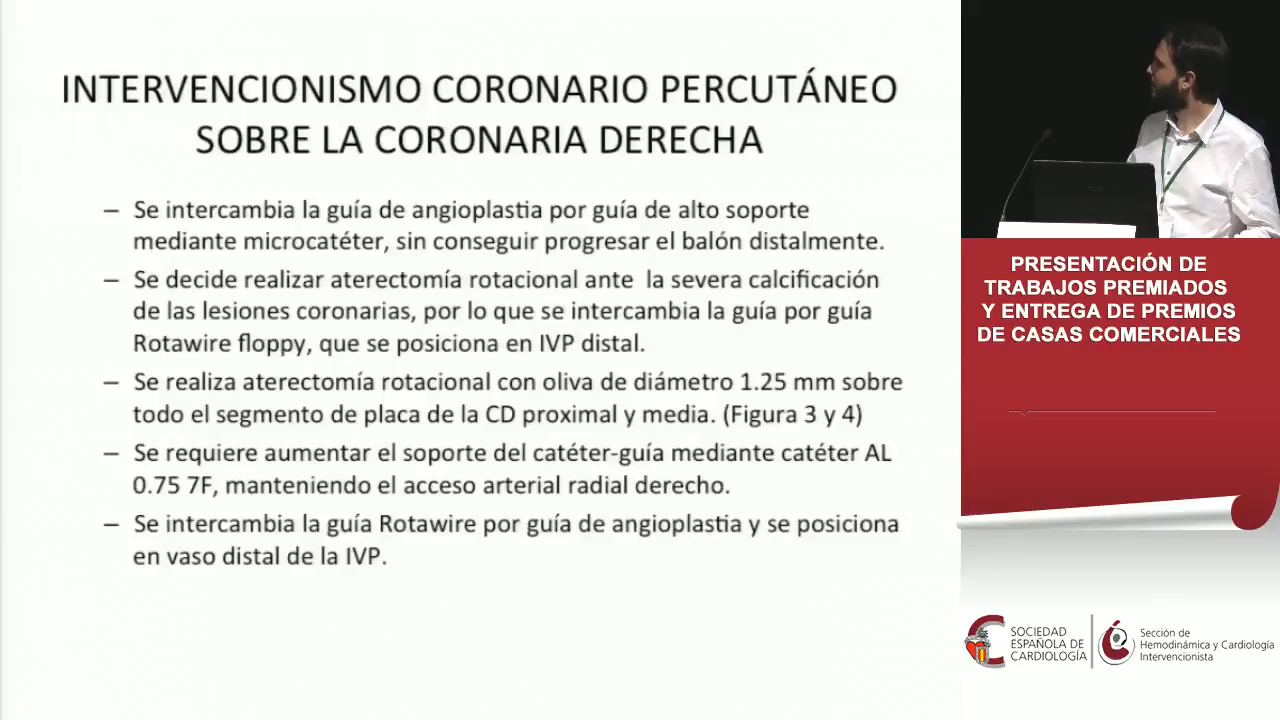 INTERVENCIONISMO CORONARIO PERCUTÁNEO
SOBRE LA CORONARIA DERECHA
– Se intercambia la guía de angioplastia por guía de alto soporte
mediante microcatéter, sin conseguir progresar el balón distalmente.
– Se decide realizar aterectomía rotacional ante la severa calcificación
de las lesiones coronarias, por lo que se intercambia la guía por guía
Rotawire floppy, que se posiciona en IVP distal.
– Se realiza aterectomía rotacional con oliva de diámetro 1.25 mm sobre
todo el segmento de placa de la CD proximal y media. (Figura 3 y 4)
– Se requiere aumentar el soporte del catéter-guía mediante catéter AL
0.75 7F, manteniendo el acceso arterial radial derecho.
– Se intercambia la guía Rotawire por guía de angioplastia y se posiciona
en vaso distal de la IVP.
PRESENTACIÓN DE
TRABAJOS PREMIADOS
Y ENTREGA DE PREMIOS
DE CASAS COMERCIALES
SOCIEDAD
ESPAÑOLA DE
CARDIOLOGÍA
Sección de
Hemodinámica y Cardiología
Intervencionista